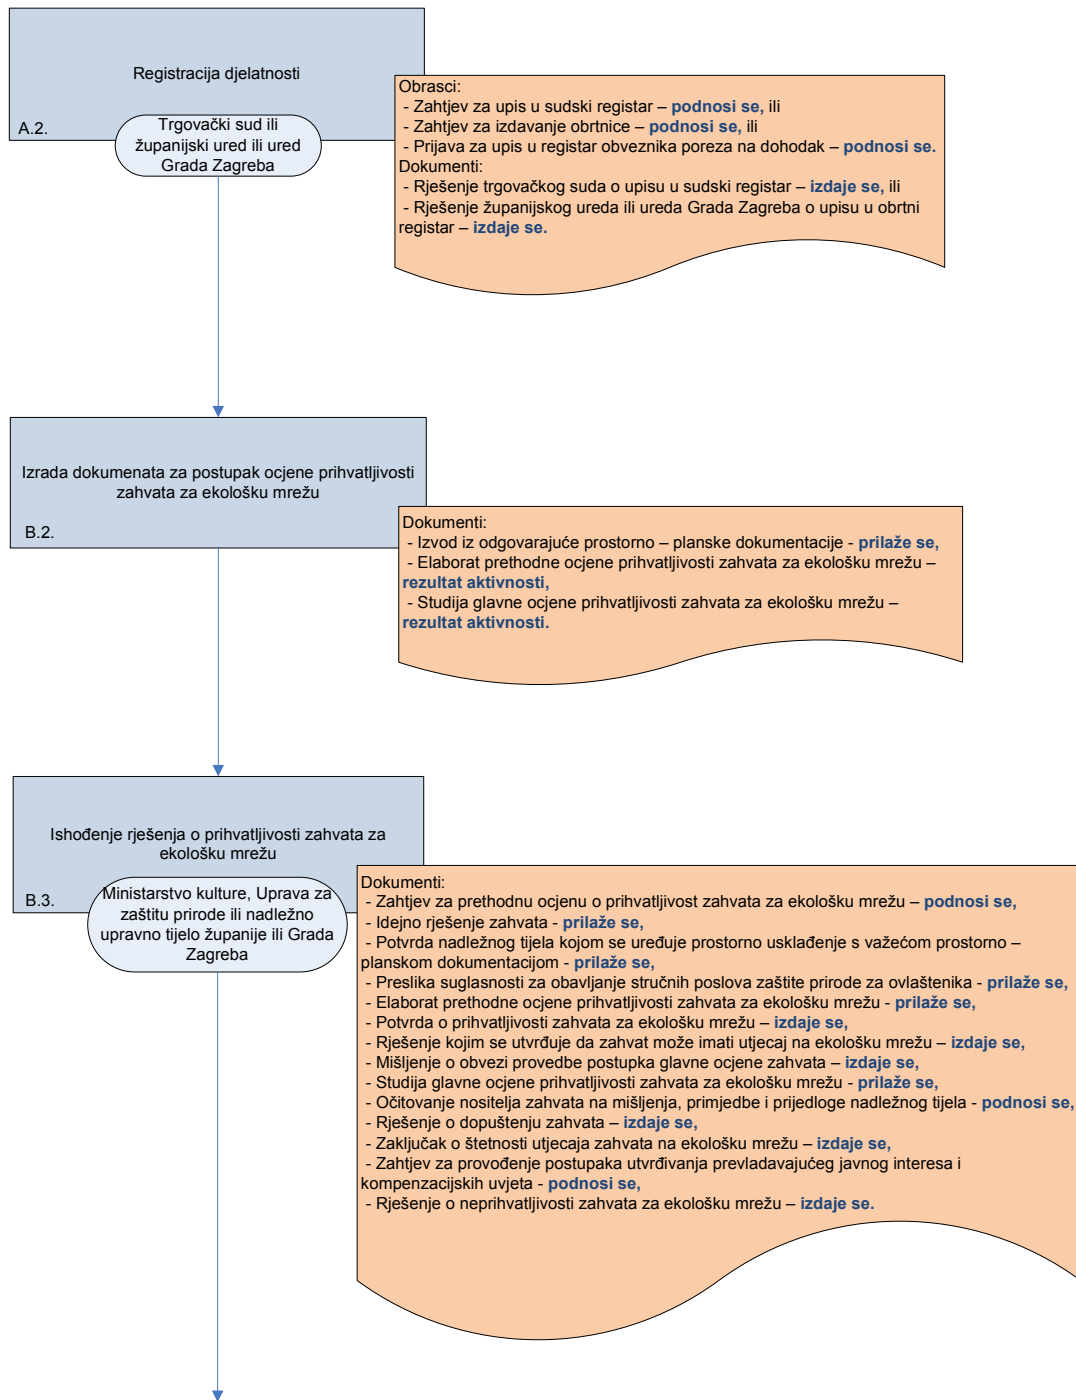 Registracija djelatnosti
A.2.
Trgovački sud ili
županijski ured ili ured
Grada Zagreba
Obrasci:
- Zahtjev za upis u sudski registar – podnosi se, ili
- Zahtjev za izdavanje obrtnice – podnosi se, ili
- Prijava za upis u registar obveznika poreza na dohodak – podnosi se.
Dokumenti:
- Rješenje trgovačkog suda o upisu u sudski registar – izdaje se, ili
- Rješenje županijskog ureda ili ureda Grada Zagreba o upisu u obrtni
registar – izdaje se.
Izrada dokumenata za postupak ocjene prihvatljivosti
zahvata za ekološku mrežu
B.2.
Dokumenti:
- Izvod iz odgovarajuće prostorno – planske dokumentacije - prilaže se,
- Elaborat prethodne ocjene prihvatljivosti zahvata za ekološku mrežu –
rezultat aktivnosti,
- Studija glavne ocjene prihvatljivosti zahvata za ekološku mrežu –
rezultat aktivnosti.
Ishođenje rješenja o prihvatljivosti zahvata za
ekološku mrežu
B.3.
Ministarstvo kulture, Uprava za
zaštitu prirode ili nadležno
upravno tijelo županije ili Grada
Zagreba
Dokumenti:
- Zahtjev za prethodnu ocjenu o prihvatljivost zahvata za ekološku mrežu – podnosi se,
- Idejno rješenje zahvata - prilaže se,
- Potvrda nadležnog tijela kojom se uređuje prostorno usklađenje s važećom prostorno –
planskom dokumentacijom - prilaže se,
- Preslika suglasnosti za obavljanje stručnih poslova zaštite prirode za ovlaštenika - prilaže se,
- Elaborat prethodne ocjene prihvatljivosti zahvata za ekološku mrežu - prilaže se,
- Potvrda o prihvatljivosti zahvata za ekološku mrežu – izdaje se,
- Rješenje kojim se utvrđuje da zahvat može imati utjecaj na ekološku mrežu – izdaje se,
- Mišljenje o obvezi provedbe postupka glavne ocjene zahvata – izdaje se,
- Studija glavne ocjene prihvatljivosti zahvata za ekološku mrežu - prilaže se,
- Očitovanje nositelja zahvata na mišljenja, primjedbe i prijedloge nadležnog tijela - podnosi se,
- Rješenje o dopuštenju zahvata – izdaje se,
- Zaključak o štetnosti utjecaja zahvata na ekološku mrežu – izdaje se,
- Zahtjev za provođenje postupaka utvrđivanja prevladavajućeg javnog interesa i
kompenzacijskih uvjeta - podnosi se,
- Rješenje o neprihvatljivosti zahvata za ekološku mrežu – izdaje se.